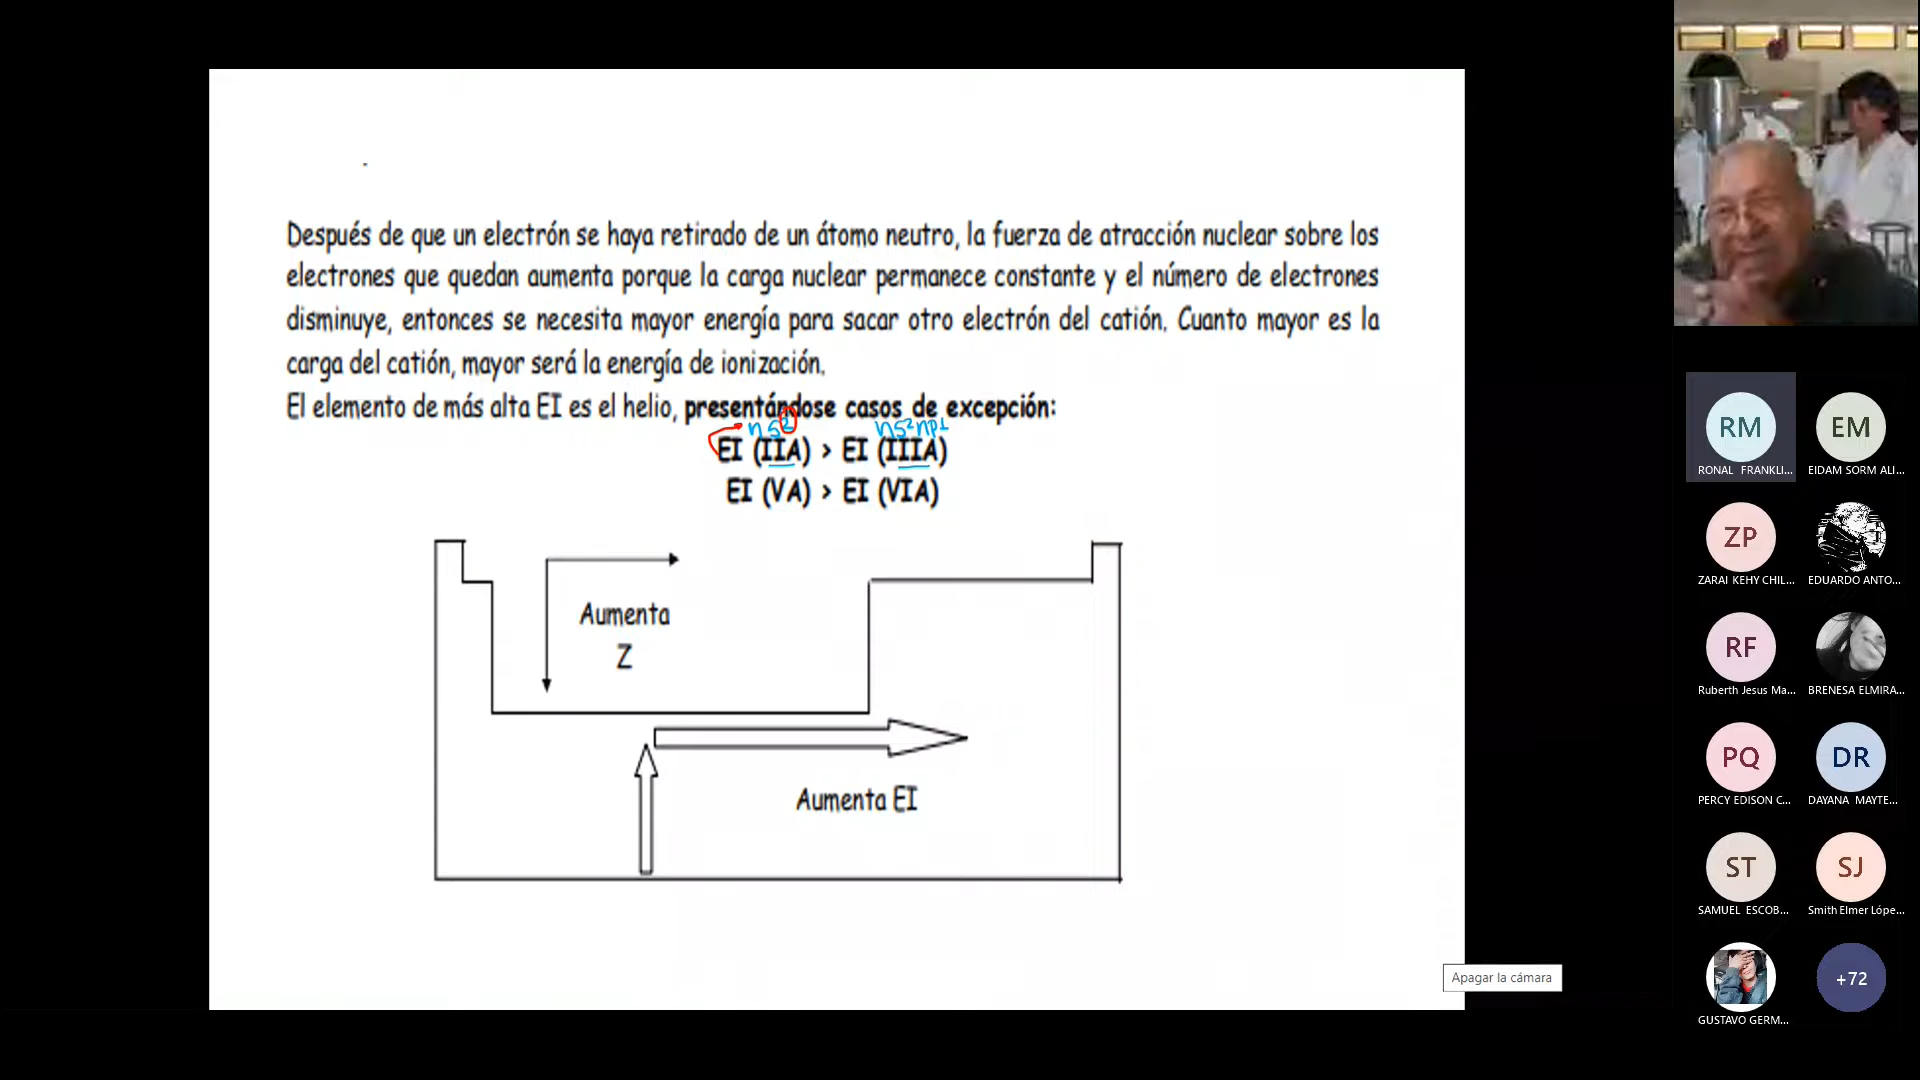 Después de que un electrón se haya retirado de un átomo neutro, la fuerza de atracción nuclear sobre los
electrones que quedan aumenta porque la carga nuclear permanece constante y el número de electrones
disminuye, entonces se necesita mayor energía para sacar otro electrón del catión. Cuanto mayor es la
carga del catión, mayor será la energía de ionización.
El elemento de más alta EI es el helio, presentándose casos de excepción:
ns² ns²np1
EI (IIA) > EI (IIIA)
EI (VA) > EI (VIA)
Aumenta
Z
Aumenta EI
Apagar la cámara
RM
EM
RONAL FRANKLI...
EIDAM SORM ALI...
ZP
ZARAI KEHY CHIL...
EDUARDO ANTO...
RF
Ruberth Jesus Ma...
BRENESA ELMIRA...
PQ
DR
PERCY EDISON C...
DAYANA MAYTE...
ST
SJ
SAMUEL ESCOB...
Smith Elmer Lópe...
+72
GUSTAVO GERM...